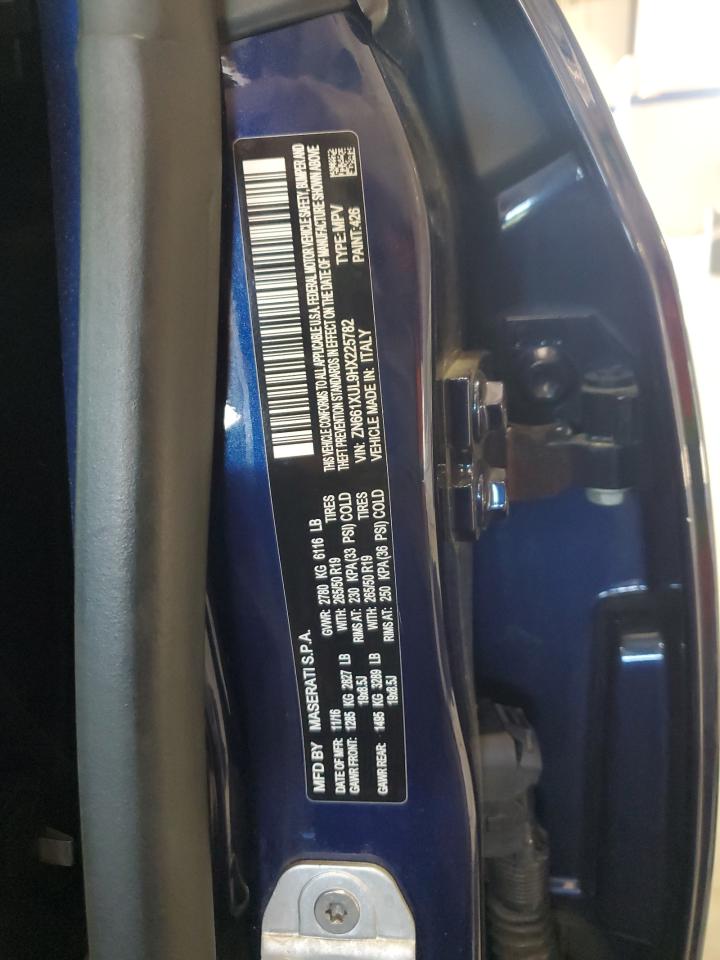 MFD BY MASERATI S.P.A.
DATE OF MFR: 11/16 GVWR: 2780 KG 6116 LB
GAWR FRONT: 1285 KG 2827 LB WITH: 265/50 R19 TIRES
19x8.5J RIMS AT: 230 KPA(33 PSI) COLD
GAWR REAR: 1495 KG 3289 LB WITH: 265/50 R19 TIRES
19x8.5J RIMS AT: 250 KPA(36 PSI) COLD
THIS VEHICLE CONFORMS TO ALL APPLICABLE U.S.A. FEDERAL MOTOR VEHICLE SAFETY, BUMPER AND
THEFT PREVENTION STANDARDS IN EFFECT ON THE DATE OF MANUFACTURE SHOWN ABOVE
VIN: ZN661XUL9HX225782 TYPE: MPV
VEHICLE MADE IN: ITALY PAINT: 426